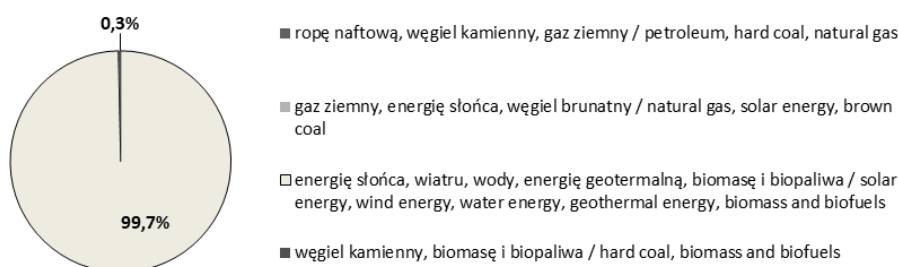 0,3%
99,7%
ropę naftową, węgiel kamienny, gaz ziemny / petroleum, hard coal, natural gas
gaz ziemny, energię słońca, węgiel brunatny / natural gas, solar energy, brown
coal
energię słońca, wiatru, wody, energię geotermalną, biomasę i biopaliwa / solar
energy, wind energy, water energy, geothermal energy, biomass and biofuels
węgiel kamienny, biomasę i biopaliwa / hard coal, biomass and biofuels